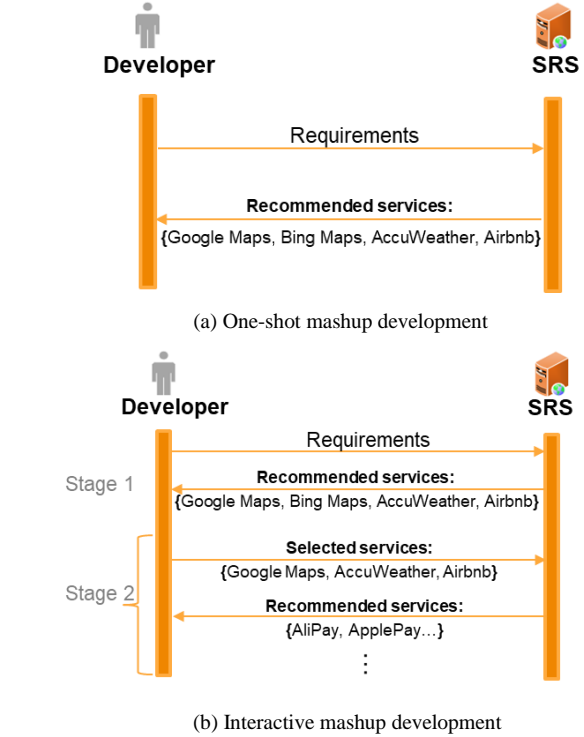 Developer
SRS
Requirements
Recommended services:
{Google Maps, Bing Maps, AccuWeather, Airbnb}
(a) One-shot mashup development
Developer
SRS
Requirements
Stage 1
Recommended services:
{Google Maps, Bing Maps, AccuWeather, Airbnb}
Selected services:
{Google Maps, AccuWeather, Airbnb}
Stage 2
Recommended services:
{AliPay, ApplePay…}
⋮
(b) Interactive mashup development